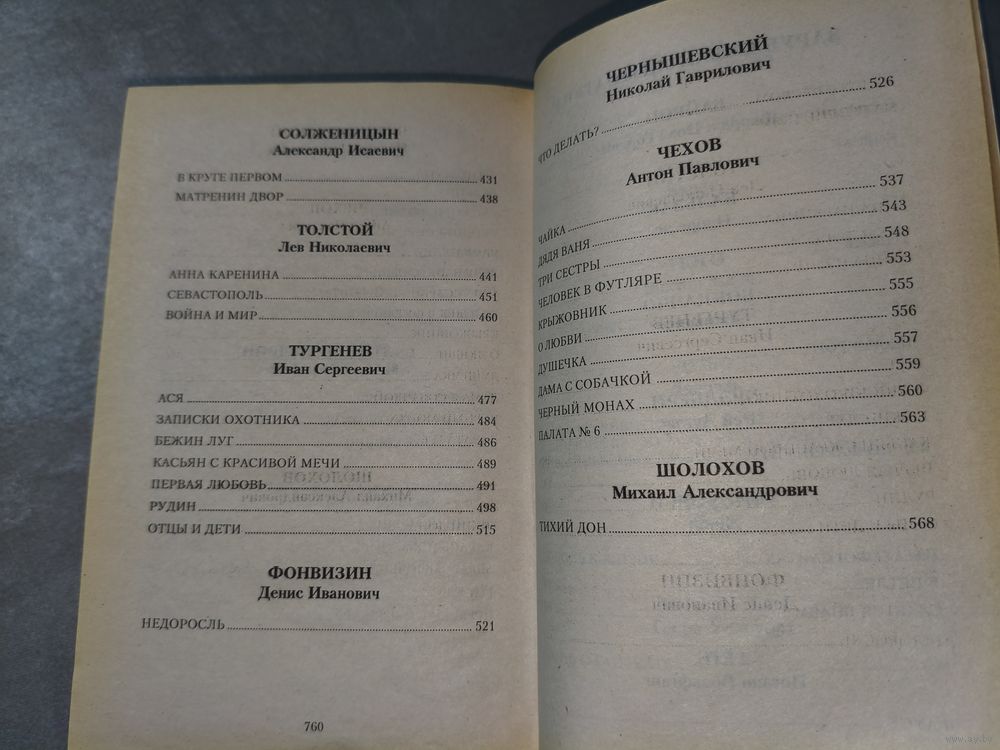 СОЛЖЕНИЦЫН
Александр Исаевич
В КРУГЕ ПЕРВОМ 431
МАТРЕНИН ДВОР 438
ТОЛСТОЙ
Лев Николаевич
АННА КАРЕНИНА 441
СЕВАСТОПОЛЬ 451
ВОЙНА И МИР 460
ТУРГЕНЕВ
Иван Сергеевич
АСЯ 477
ЗАПИСКИ ОХОТНИКА 484
БЕЖИН ЛУГ 486
КАСЬЯН С КРАСИВОЙ МЕЧИ 489
ПЕРВАЯ ЛЮБОВЬ 491
РУДИН 498
ОТЦЫ И ДЕТИ 515
ФОНВИЗИН
Денис Иванович
НЕДОРОСЛЬ 521
760
ЧЕРНЫШЕВСКИЙ
Николай Гаврилович
ЧТО ДЕЛАТЬ? 526
ЧЕХОВ
Антон Павлович
ЧАЙКА 537
ДЯДЯ ВАНЯ 543
ТРИ СЕСТРЫ 548
ЧЕЛОВЕК В ФУТЛЯРЕ 553
КРЫЖОВНИК 555
О ЛЮБВИ 556
ДУШЕЧКА 557
ДАМА С СОБАЧКОЙ 559
ЧЕРНЫЙ МОНАХ 560
ПАЛАТА № 6 563
ШОЛОХОВ
Михаил Александрович
ТИХИЙ ДОН 568